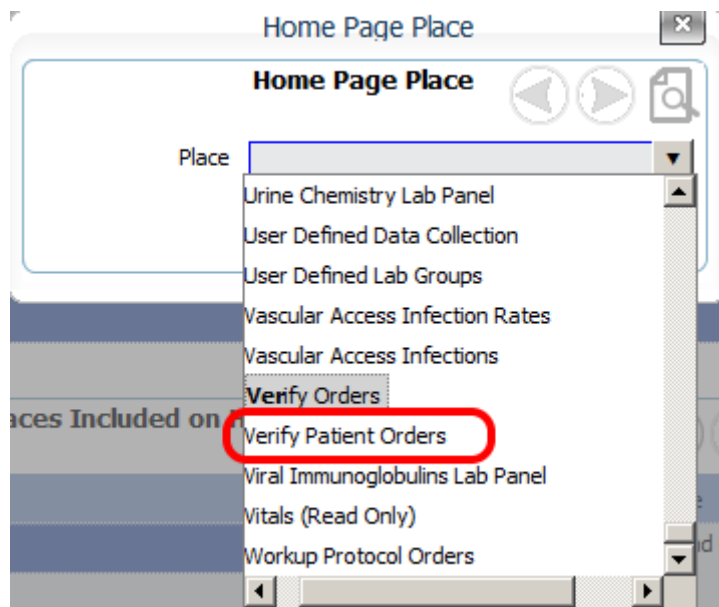 Home Page Place
Home Page Place
Place
Urine Chemistry Lab Panel
User Defined Data Collection
User Defined Lab Groups
Vascular Access Infection Rates
Vascular Access Infections
Verify Orders
aces Included on
Verify Patient Orders
Viral Immunoglobulins Lab Panel
Vitals (Read Only)
Workup Protocol Orders